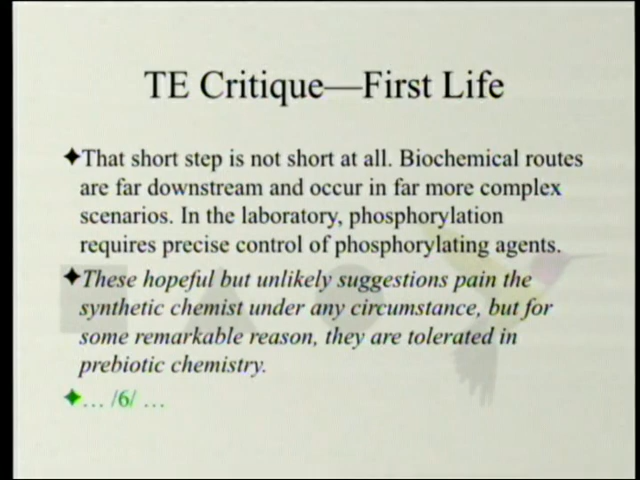 TE Critique—First Life
✦That short step is not short at all. Biochemical routes
are far downstream and occur in far more complex
scenarios. In the laboratory, phosphorylation
requires precise control of phosphorylating agents.
✦These hopeful but unlikely suggestions pain the
synthetic chemist under any circumstance, but for
some remarkable reason, they are tolerated in
prebiotic chemistry.
✦… /6/ …